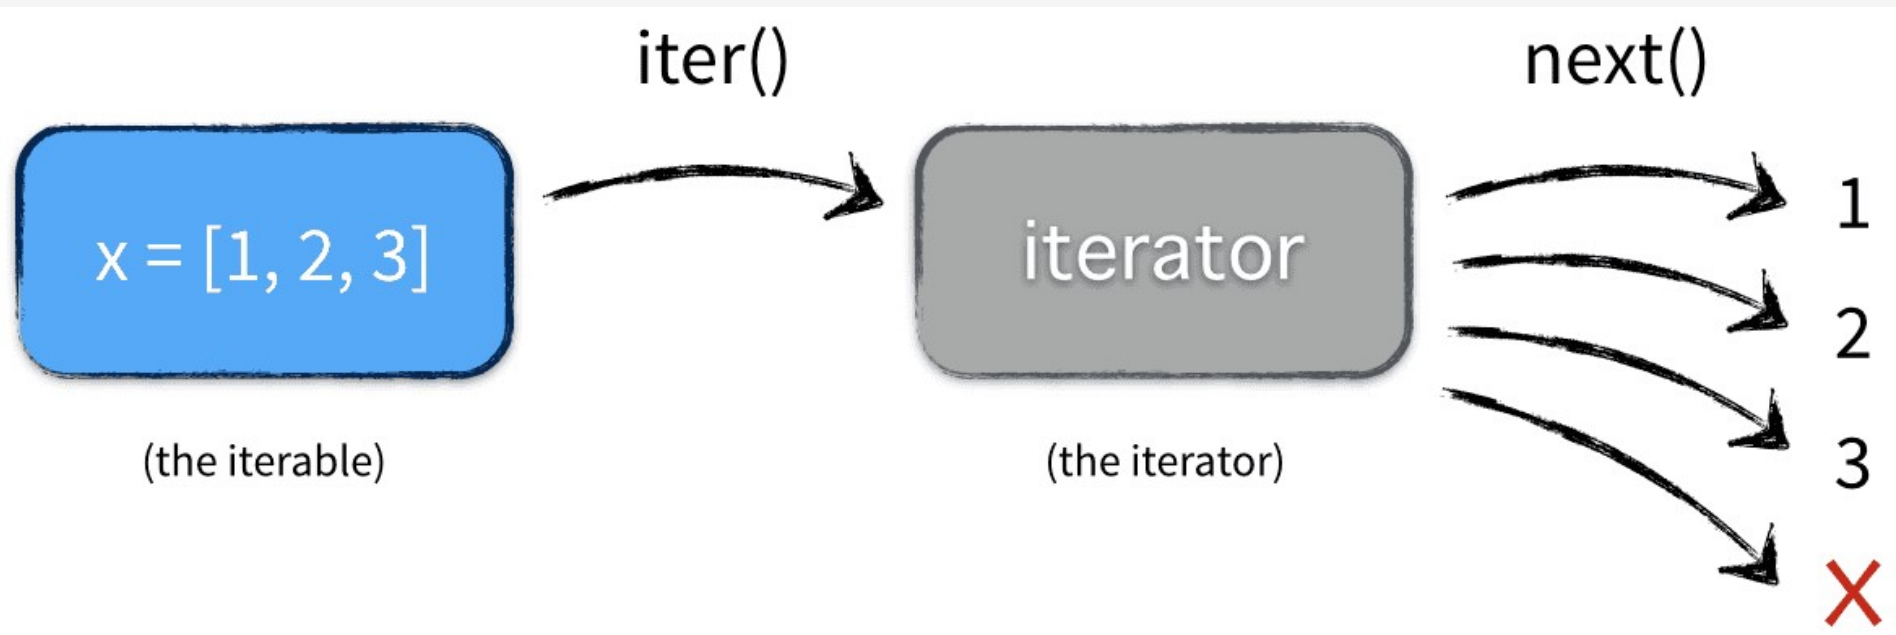 iter()
next()
x = [1, 2, 3]
iterator
1
2
3
X
(the iterable)
(the iterator)